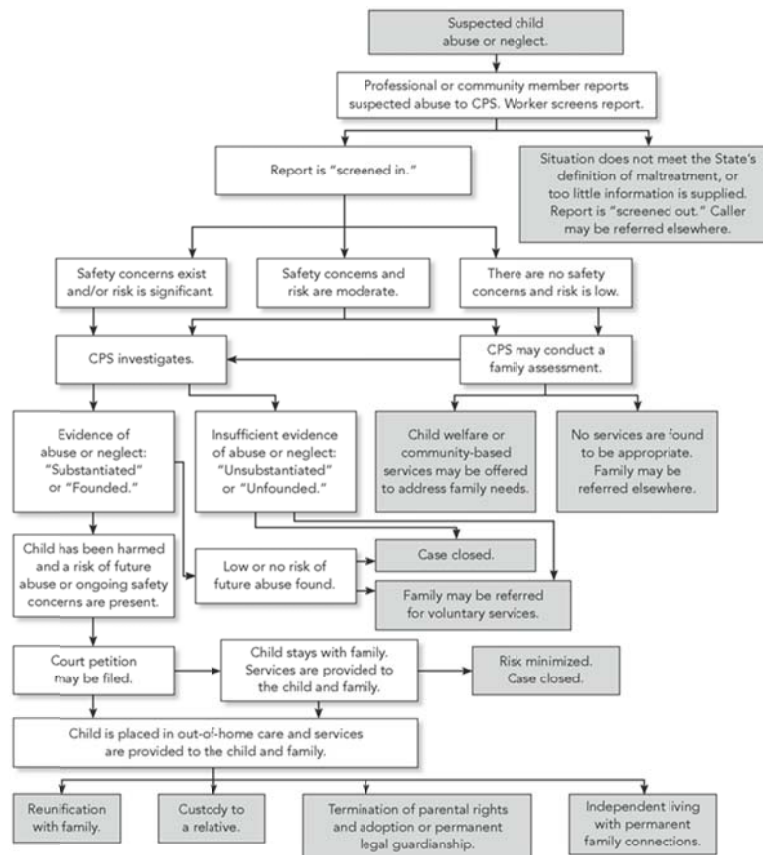 Suspected child
abuse or neglect.
Professional or community member reports
suspected abuse to CPS. Worker screens report.
Report is “screened in.”
Situation does not meet the State’s
definition of maltreatment, or
too little information is supplied.
Report is “screened out.” Caller
may be referred elsewhere.
Safety concerns exist
and/or risk is significant
Safety concerns and
risk are moderate.
There are no safety
concerns and risk is low.
CPS investigates.
CPS may conduct a
family assessment.
Evidence of
abuse or neglect:
“Substantiated”
or “Founded.”
Insufficient evidence
of abuse or neglect:
“Unsubstantiated”
or “Unfounded.”
Child welfare or
community-based
services may be offered
to address family needs.
No services are found
to be appropriate.
Family may be
referred elsewhere.
Child has been harmed
and a risk of future
abuse or ongoing safety
concerns are present.
Low or no risk of
future abuse found.
Case closed.
Family may be referred
for voluntary services.
Court petition
may be filed.
Child stays with family.
Services are provided to
the child and family.
Risk minimized.
Case closed.
Child is placed in out-of-home care and services
are provided to the child and family.
Reunification
with family.
Custody to
a relative.
Termination of parental rights
and adoption or permanent
legal guardianship.
Independent living
with permanent
family connections.